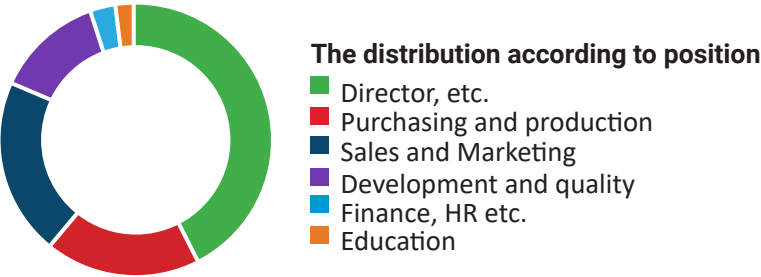 The distribution according to position
Director, etc.
Purchasing and production
Sales and Marketing
Development and quality
Finance, HR etc.
Education